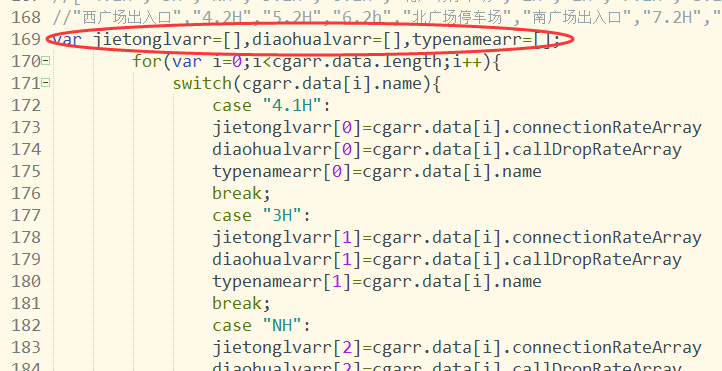 168 //"西广场出入口","4.2H","5.2H","6.2h","北广场停车场","南广场出入口","7.2H","
169 var jietonglvarr=[],diaohualvarr=[],typenamearr=[];
170 for(var i=0;i<cgarr.data.length;i++){
171 switch(cgarr.data[i].name){
172 case "4.1H":
173 jietonglvarr[0]=cgarr.data[i].connectionRateArray
174 diaohualvarr[0]=cgarr.data[i].callDropRateArray
175 typenamearr[0]=cgarr.data[i].name
176 break;
177 case "3H":
178 jietonglvarr[1]=cgarr.data[i].connectionRateArray
179 diaohualvarr[1]=cgarr.data[i].callDropRateArray
180 typenamearr[1]=cgarr.data[i].name
181 break;
182 case "NH":
183 jietonglvarr[2]=cgarr.data[i].connectionRateArray
184 diaohualvarr[2]=cgarr.data[i].callDropRateArray